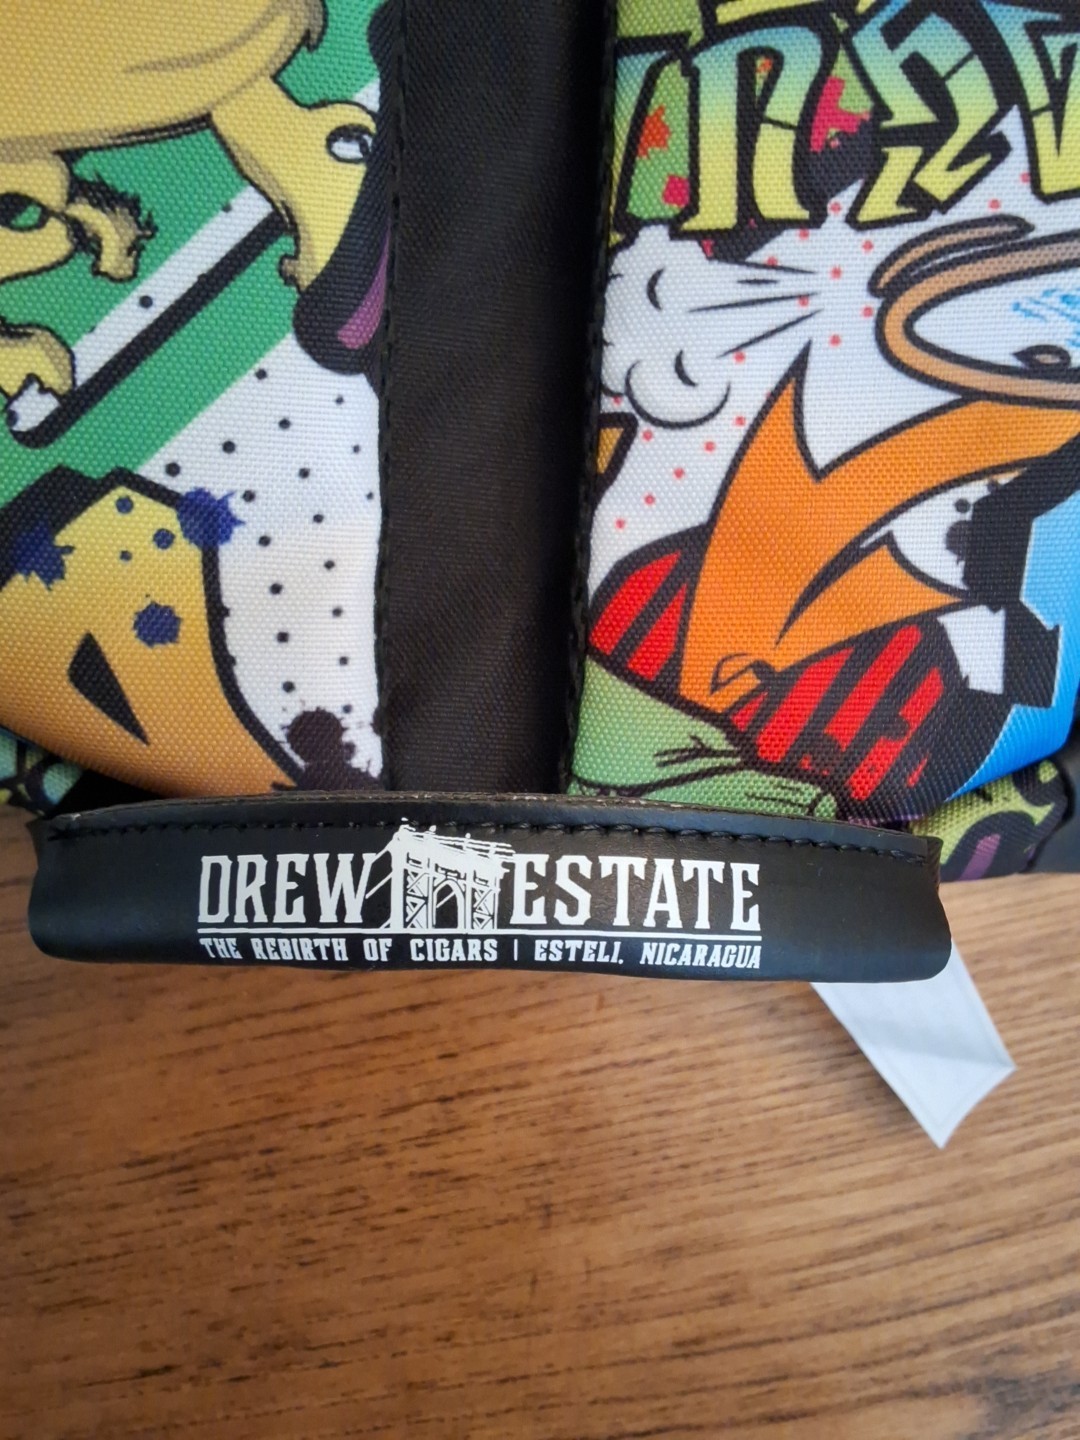 DREW ESTATE
THE REBIRTH OF CIGARS | ESTELI, NICARAGUA